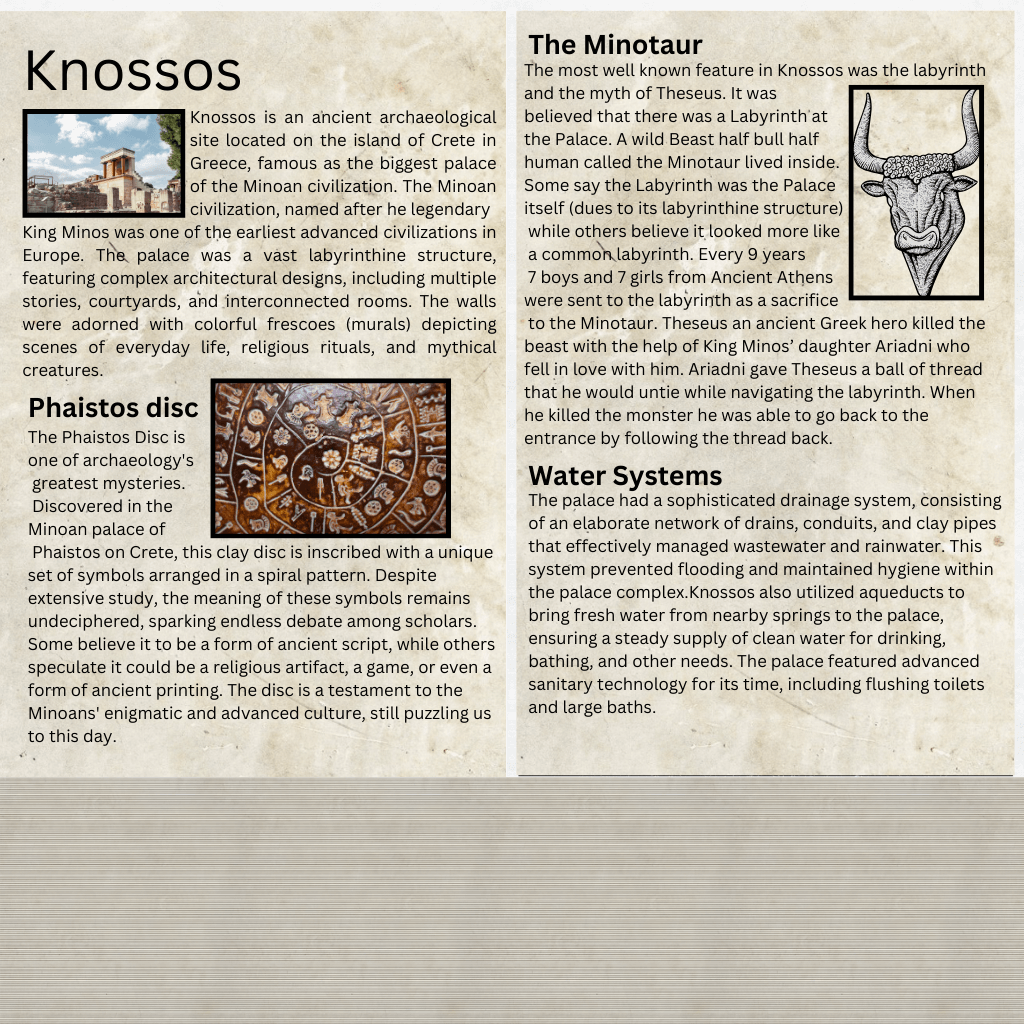 Knossos
Knossos is an ancient archaeological
site located on the island of Crete in
Greece, famous as the biggest palace
of the Minoan civilization. The Minoan
civilization, named after he legendary
King Minos was one of the earliest advanced civilizations in
Europe. The palace was a vast labyrinthine structure,
featuring complex architectural designs, including multiple
stories, courtyards, and interconnected rooms. The walls
were adorned with colorful frescoes (murals) depicting
scenes of everyday life, religious rituals, and mythical
creatures.
Phaistos disc
The Phaistos Disc is
one of archaeology's
greatest mysteries.
Discovered in the
Minoan palace of
Phaistos on Crete, this clay disc is inscribed with a unique
set of symbols arranged in a spiral pattern. Despite
extensive study, the meaning of these symbols remains
undeciphered, sparking endless debate among scholars.
Some believe it to be a form of ancient script, while others
speculate it could be a religious artifact, a game, or even a
form of ancient printing. The disc is a testament to the
Minoans' enigmatic and advanced culture, still puzzling us
to this day.
The Minotaur
The most well known feature in Knossos was the labyrinth
and the myth of Theseus. It was
believed that there was a Labyrinth at
the Palace. A wild Beast half bull half
human called the Minotaur lived inside.
Some say the Labyrinth was the Palace
itself (dues to its labyrinthine structure)
while others believe it looked more like
a common labyrinth. Every 9 years
7 boys and 7 girls from Ancient Athens
were sent to the labyrinth as a sacrifice
to the Minotaur. Theseus an ancient Greek hero killed the
beast with the help of King Minos’ daughter Ariadni who
fell in love with him. Ariadni gave Theseus a ball of thread
that he would untie while navigating the labyrinth. When
he killed the monster he was able to go back to the
entrance by following the thread back.
Water Systems
The palace had a sophisticated drainage system, consisting
of an elaborate network of drains, conduits, and clay pipes
that effectively managed wastewater and rainwater. This
system prevented flooding and maintained hygiene within
the palace complex.Knossos also utilized aqueducts to
bring fresh water from nearby springs to the palace,
ensuring a steady supply of clean water for drinking,
bathing, and other needs. The palace featured advanced
sanitary technology for its time, including flushing toilets
and large baths.